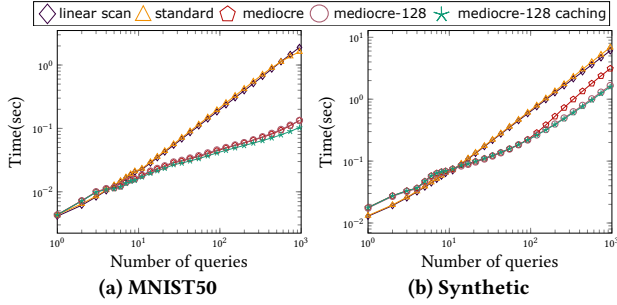 linear scan standard mediocre mediocre-128 mediocre-128 caching
10^0
10^-1
10^-2
Time(sec)
10^0 10^1 10^2 10^3
Number of queries
(a) MNIST50
10^1
10^0
10^-1
10^-2
Time(sec)
10^0 10^1 10^2 10^3
Number of queries
(b) Synthetic